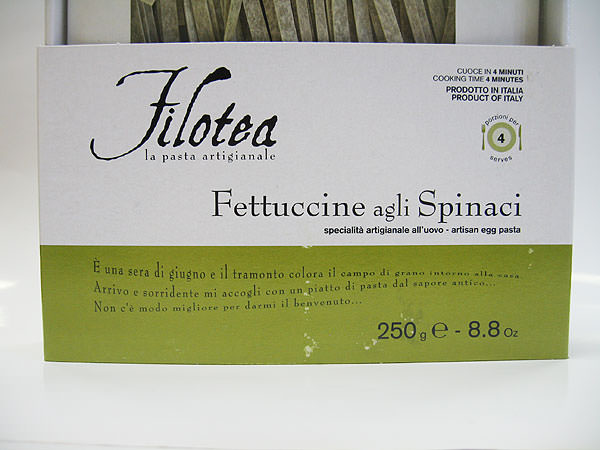 CUOCE IN 4 MINUTI
COOKING TIME 4 MINUTES
PRODOTTO IN ITALIA
PRODUCT OF ITALY
Filotea
la pasta artigianale
porzioni per
4
serves
Fettuccine agli Spinaci
specialità artigianale all'uovo - artisan egg pasta
È una sera di giugno e il tramonto colora il campo di grano intorno alla casa.
Arrivo e sorridente mi accogli con un piatto di pasta dal sapore antico...
Non c'è modo migliore per darmi il benvenuto...
250 g e - 8.8 Oz